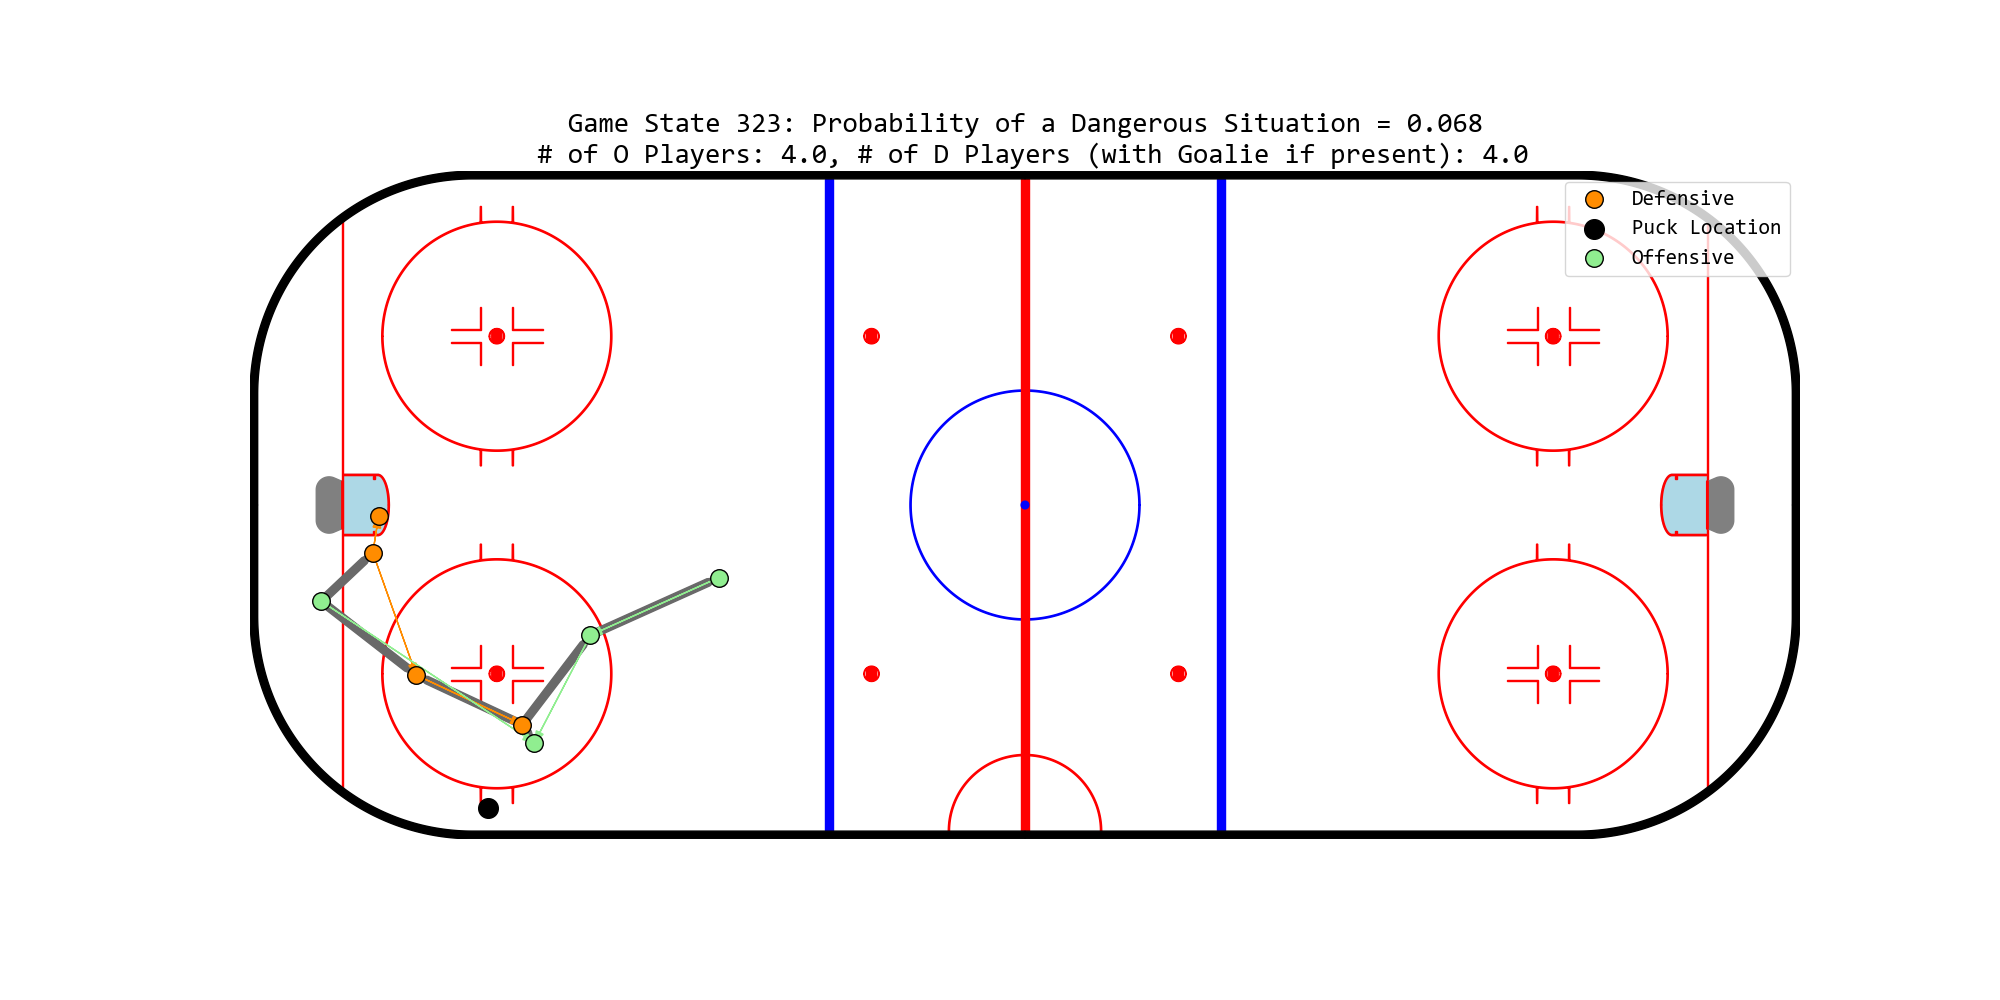 Game State 323: Probability of a Dangerous Situation = 0.068
# of O Players: 4.0, # of D Players (with Goalie if present): 4.0
Defensive
Puck Location
Offensive